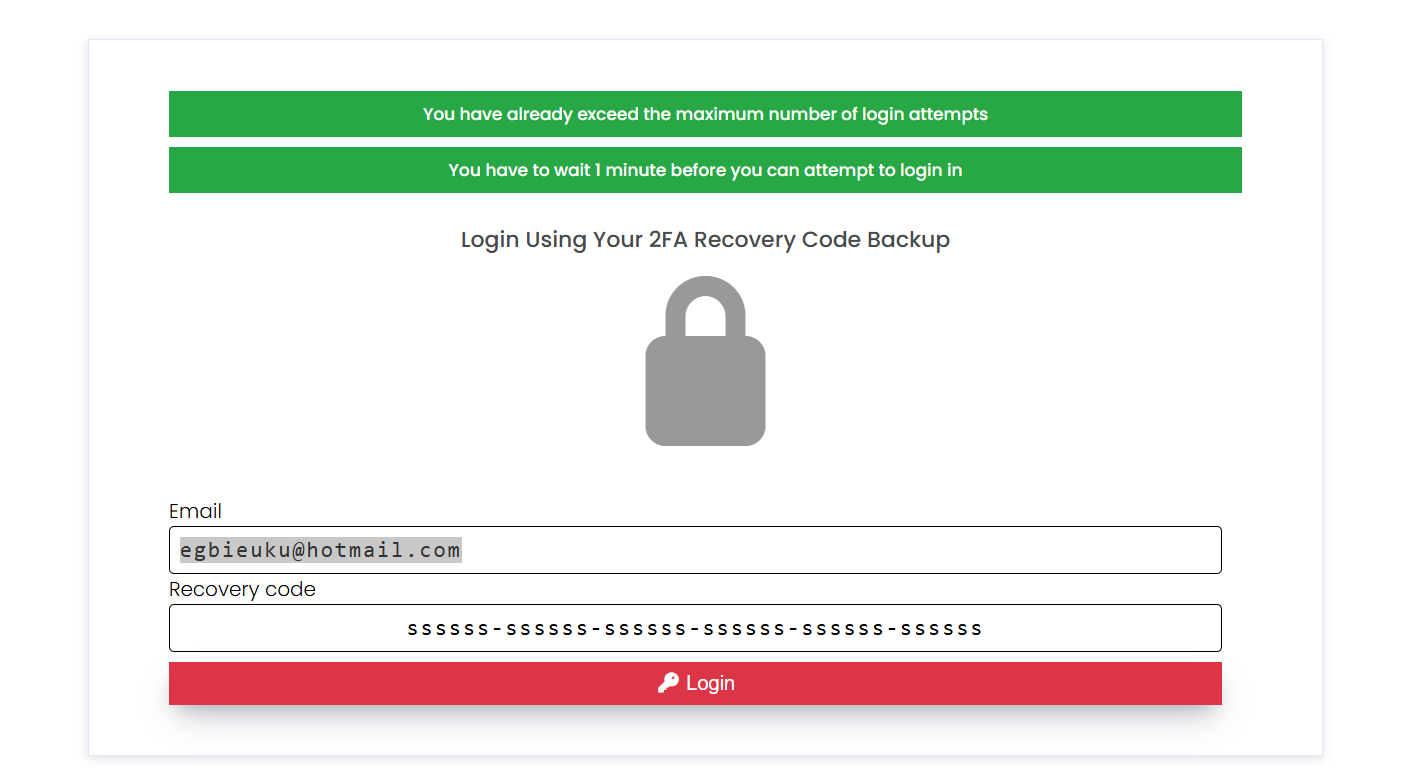 You have already exceed the maximum number of login attempts
You have to wait 1 minute before you can attempt to login in
Login Using Your 2FA Recovery Code Backup
Email
egbieuku@hotmail.com
Recovery code
ssssss-ssssss-ssssss-ssssss-ssssss-ssssss
Login